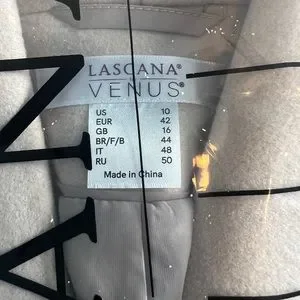 LASCANA®
VENUS®
US 10
EUR 42
GB 16
BR/F/B 44
IT 48
RU 50
Made in China